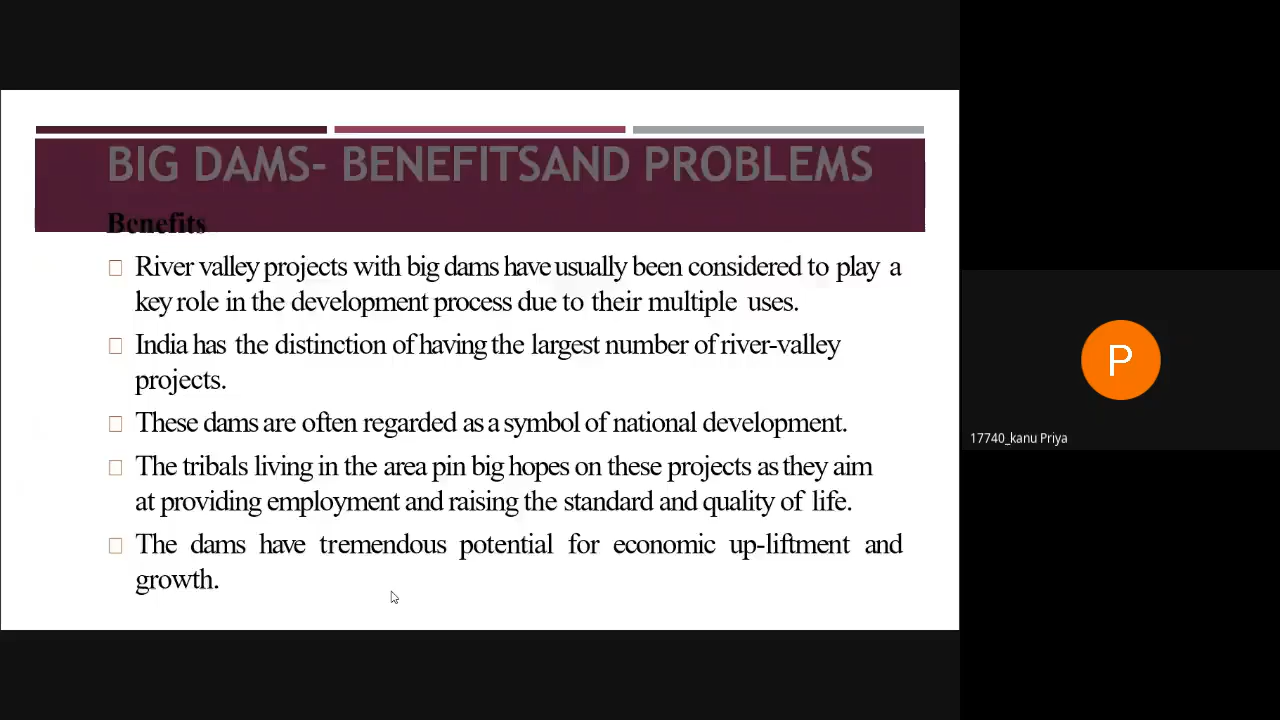 BIG DAMS- BENEFITSAND PROBLEMS
Benefits
River valley projects with big dams have usually been considered to play a
key role in the development process due to their multiple uses.
India has the distinction of having the largest number of river-valley
projects.
These dams are often regarded as a symbol of national development.
The tribals living in the area pin big hopes on these projects as they aim
at providing employment and raising the standard and quality of life.
The dams have tremendous potential for economic up-liftment and
growth.
P
17740_kanu Priya